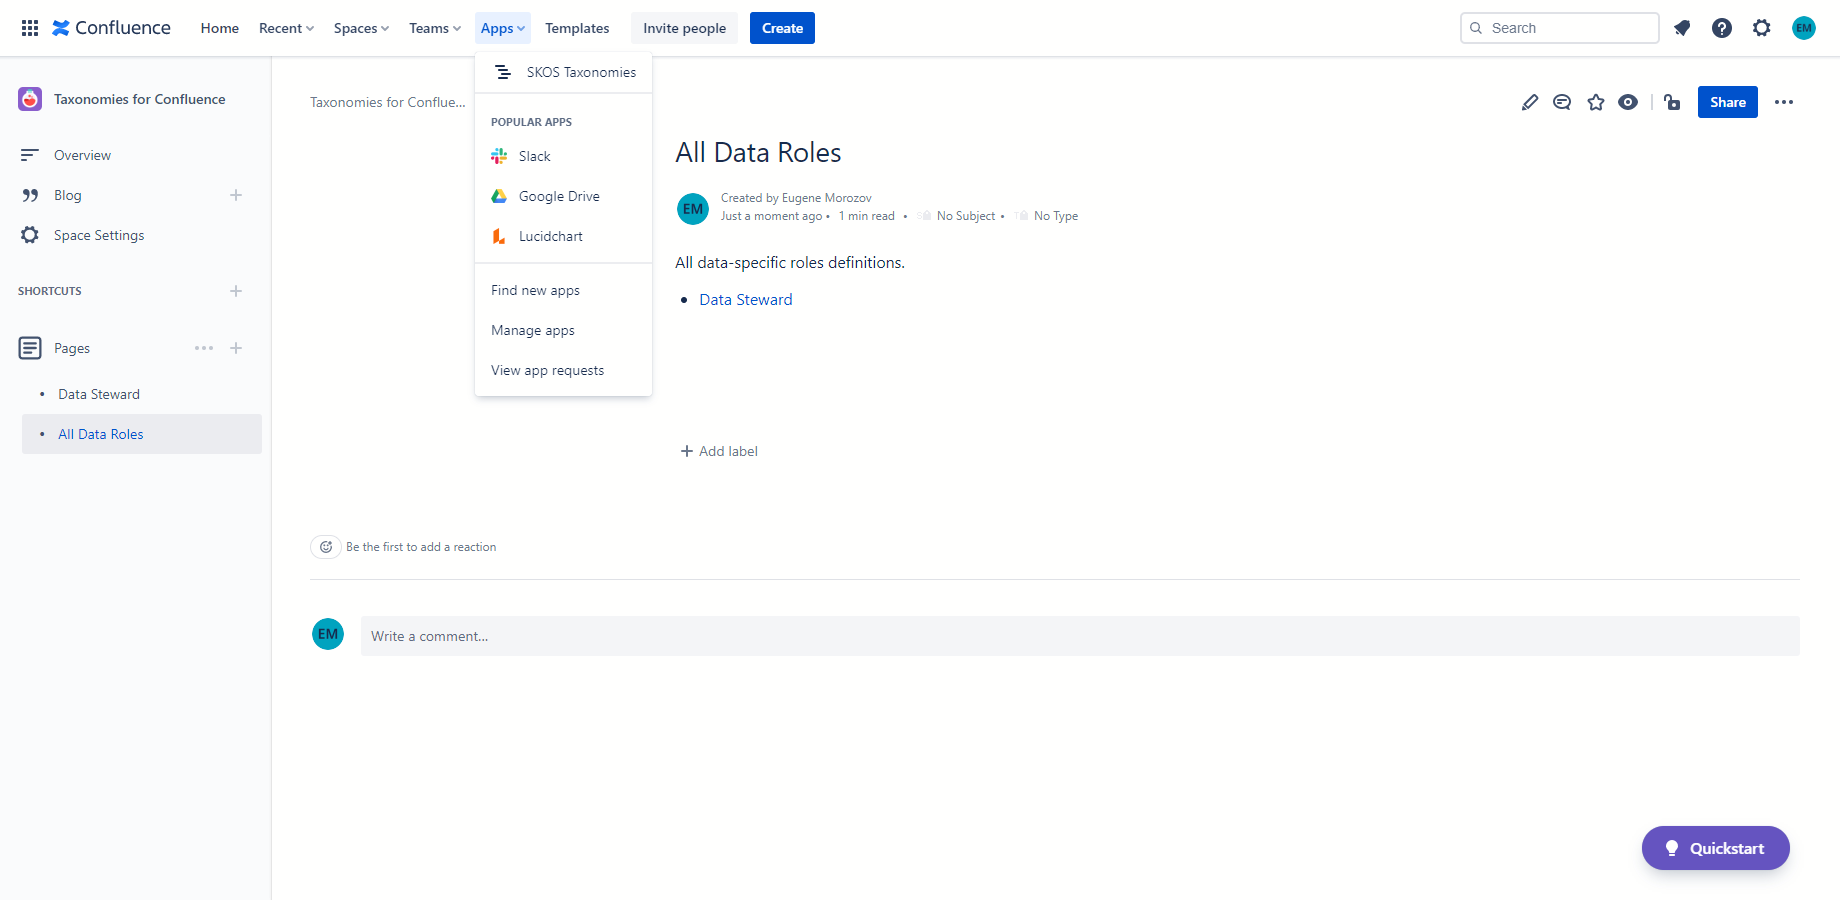 Confluence Home Recent Spaces Teams Apps Templates Invite people Create Search EM
Taxonomies for Confluence
Overview
Blog
Space Settings
SHORTCUTS
Pages
Data Steward
All Data Roles
SKOS Taxonomies
POPULAR APPS
Slack
Google Drive
Lucidchart
Find new apps
Manage apps
View app requests
Taxonomies for Conflue...
Share
All Data Roles
EM
Created by Eugene Morozov
Just a moment ago • 1 min read • No Subject • No Type
All data-specific roles definitions.
• Data Steward
Add label
Be the first to add a reaction
EM
Write a comment...
Quickstart